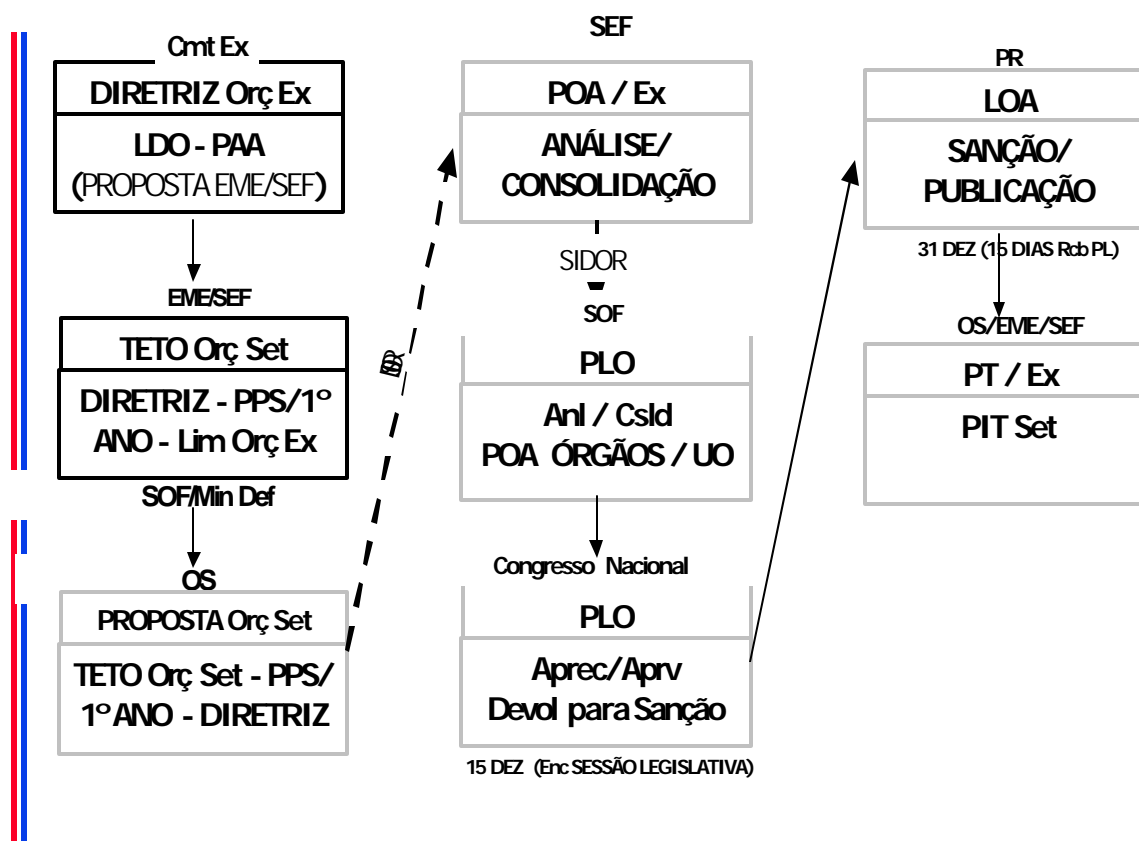 Cmt Ex
DIRETRIZ Orç Ex
LDO - PAA
(PROPOSTA EME/SEF)
EME/SEF
TETO Orç Set
DIRETRIZ - PPS/1º
ANO - Lim Orç Ex
SOF/Min Def
OS
PROPOSTA Orç Set
TETO Orç Set - PPS/
1º ANO - DIRETRIZ
SEF
POA / Ex
ANÁLISE/
CONSOLIDAÇÃO
SIDOR
SOF
PLO
Anl / Csld
POA ÓRGÃOS / UO
Congresso Nacional
PLO
Aprec/Aprv
Devol para Sanção
15 DEZ (Enc SESSÃO LEGISLATIVA)
PR
LOA
SANÇÃO/
PUBLICAÇÃO
31 DEZ (15 DIAS Rcb PL)
OS/EME/SEF
PT / Ex
PIT Set